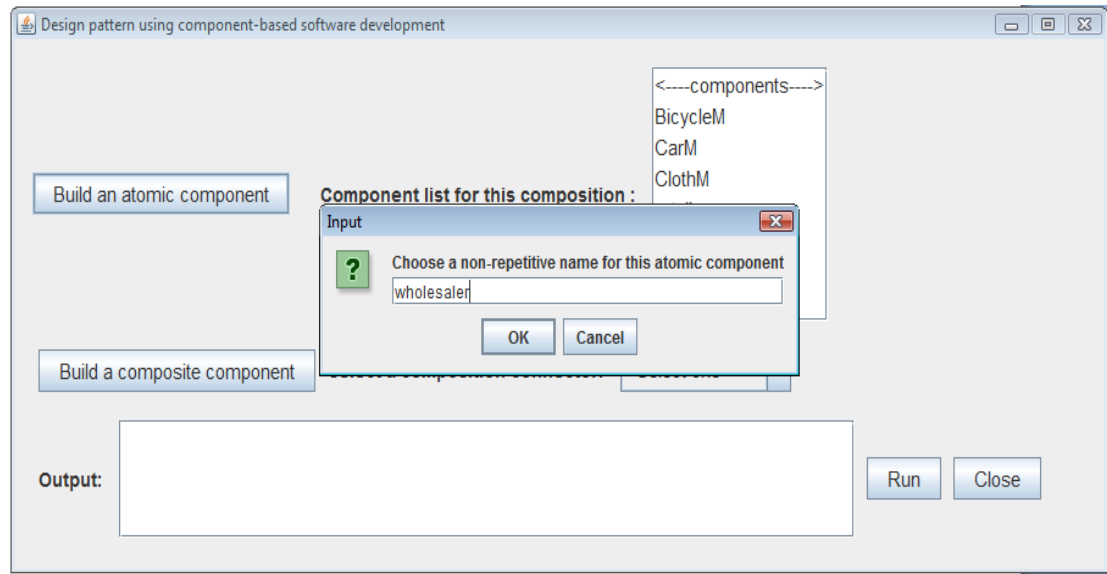 Design pattern using component-based software development
<----components---->
BicycleM
CarM
ClothM
Build an atomic component
Component list for this composition :
Input
Choose a non-repetitive name for this atomic component
wholesaler
OK
Cancel
Build a composite component
Output:
Run
Close